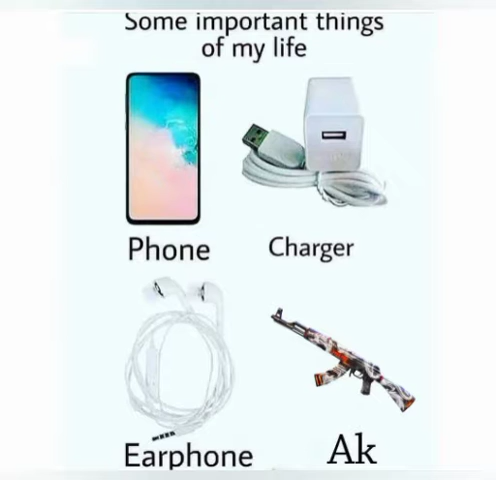 Some important things
of my life
Phone
Charger
Earphone
Ak